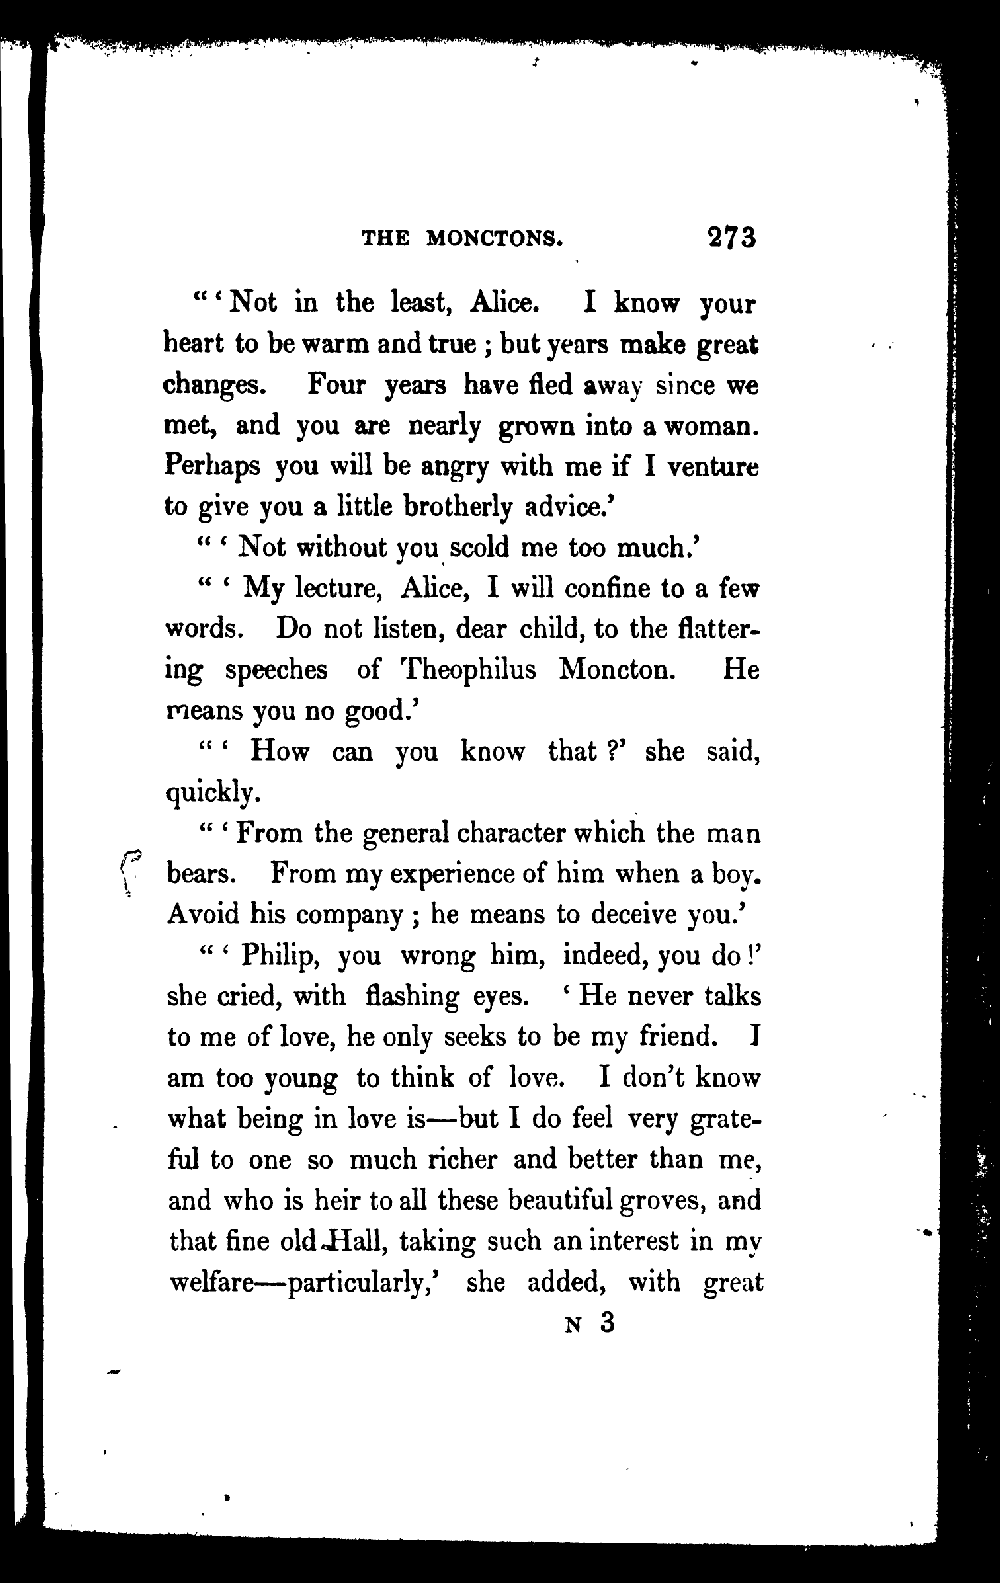 THE MONCTONS. 273
“ ‘ Not in the least, Alice. I know your
heart to be warm and true ; but years make great
changes. Four years have fled away since we
met, and you are nearly grown into a woman.
Perhaps you will be angry with me if I venture
to give you a little brotherly advice.’
“ ‘ Not without you scold me too much.’
“ ‘ My lecture, Alice, I will confine to a few
words. Do not listen, dear child, to the flatter-
ing speeches of Theophilus Moncton. He
means you no good.’
“ ‘ How can you know that ?’ she said,
quickly.
“ ‘ From the general character which the man
bears. From my experience of him when a boy.
Avoid his company ; he means to deceive you.’
“ ‘ Philip, you wrong him, indeed, you do !’
she cried, with flashing eyes. ‘ He never talks
to me of love, he only seeks to be my friend. I
am too young to think of love. I don’t know
what being in love is—but I do feel very grate-
ful to one so much richer and better than me,
and who is heir to all these beautiful groves, and
that fine old Hall, taking such an interest in my
welfare—particularly,’ she added, with great
N 3